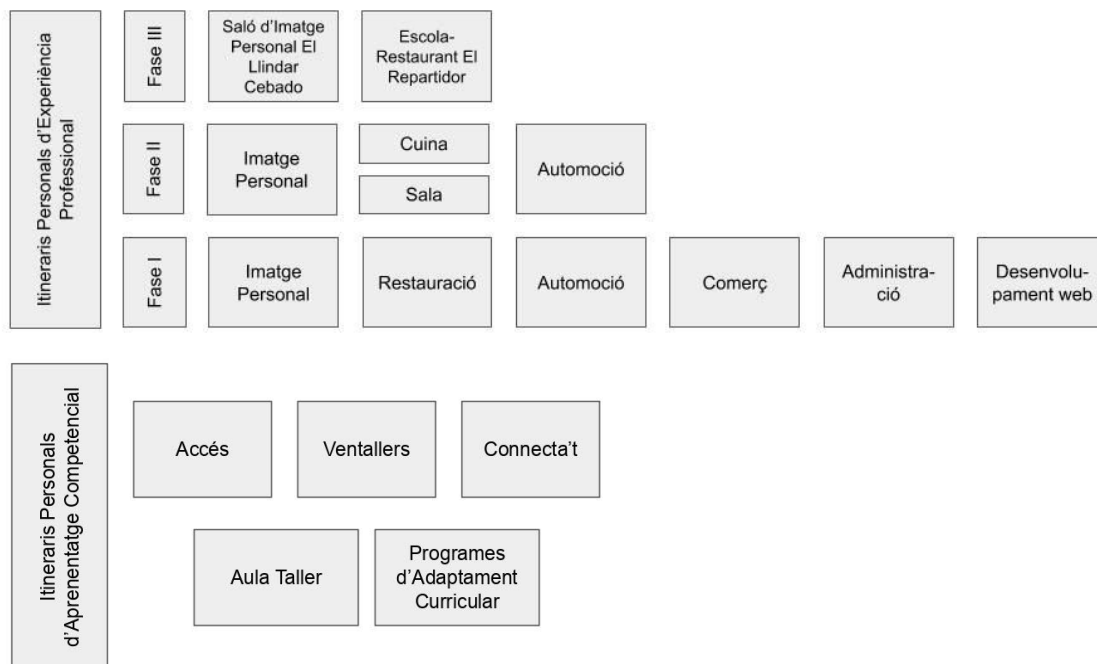 Itineraris Personals d’Experiència
Professional
Fase III
Saló d’Imatge
Personal El
Llindar
Cebado
Escola-
Restaurant El
Repartidor
Fase II
Imatge
Personal
Cuina
Sala
Automoció
Fase I
Imatge
Personal
Restauració
Automoció
Comerç
Administra-
ció
Desenvolu-
pament web
Itineraris Personals
d’Aprenentatge Competencial
Accés
Ventallers
Connecta’t
Aula Taller
Programes
d’Adaptament
Curricular